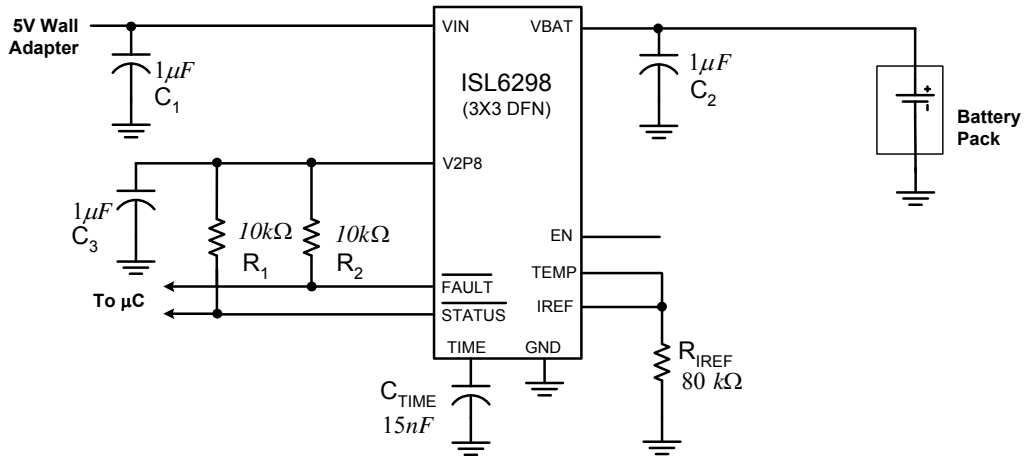 5V Wall
Adapter
1µF
C1
VIN
VBAT
ISL6298
(3X3 DFN)
1µF
C2
Battery
Pack
V2P8
1µF
C3
10kΩ
R1
10kΩ
R2
EN
TEMP
IREF
FAULT
STATUS
To µC
TIME
GND
CTIME
15nF
RIREF
80 kΩ